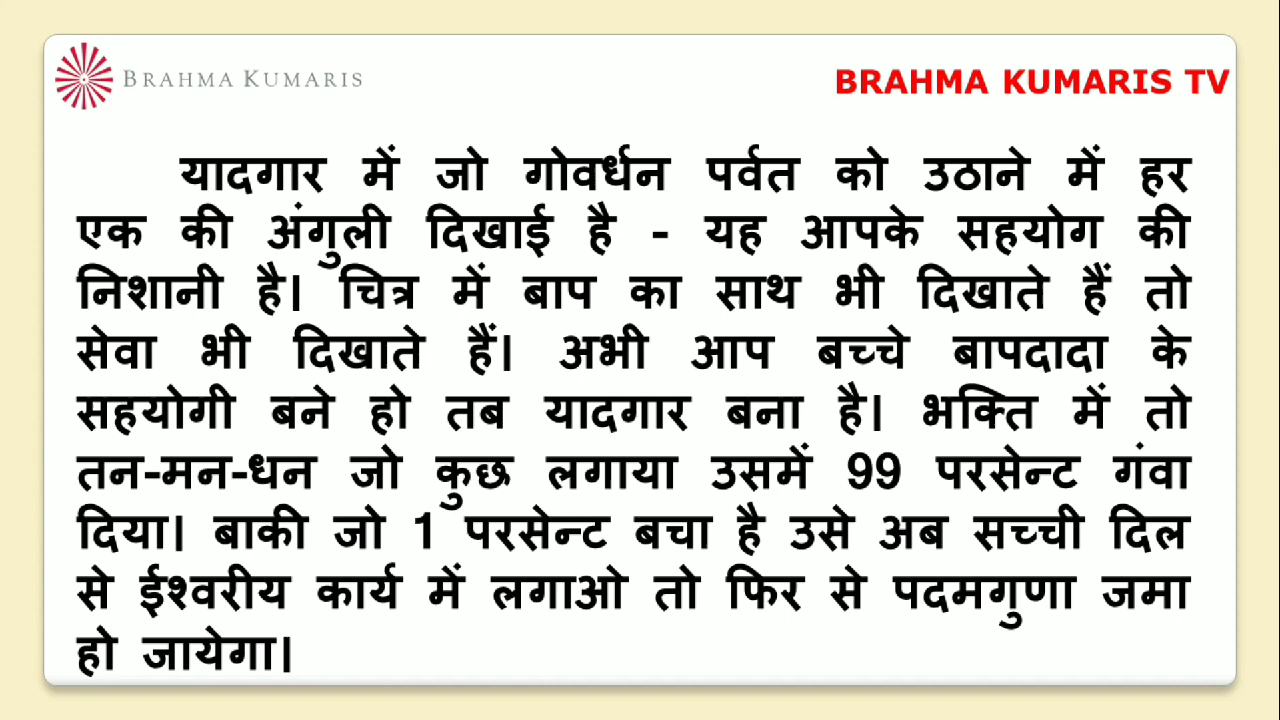 BRAHMA KUMARIS
BRAHMA KUMARIS TV
यादगार में जो गोवर्धन पर्वत को उठाने में हर
एक की अंगुली दिखाई है - यह आपके सहयोग की
निशानी है। चित्र में बाप का साथ भी दिखाते हैं तो
सेवा भी दिखाते हैं। अभी आप बच्चे बापदादा के
सहयोगी बने हो तब यादगार बना है। भक्ति में तो
तन-मन-धन जो कुछ लगाया उसमें 99 परसेन्ट गंवा
दिया। बाकी जो 1 परसेन्ट बचा है उसे अब सच्ची दिल
से ईश्वरीय कार्य में लगाओ तो फिर से पदमगुणा जमा
हो जायेगा।